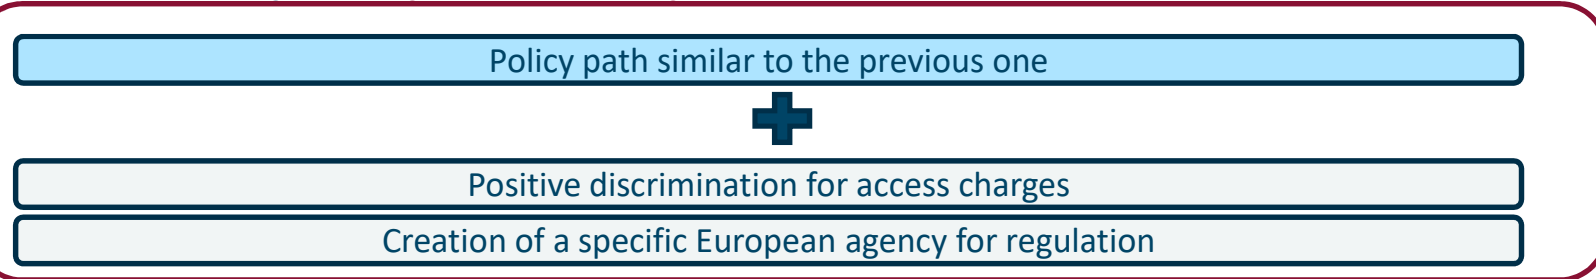 Policy path similar to the previous one
Positive discrimination for access charges
Creation of a specific European agency for regulation